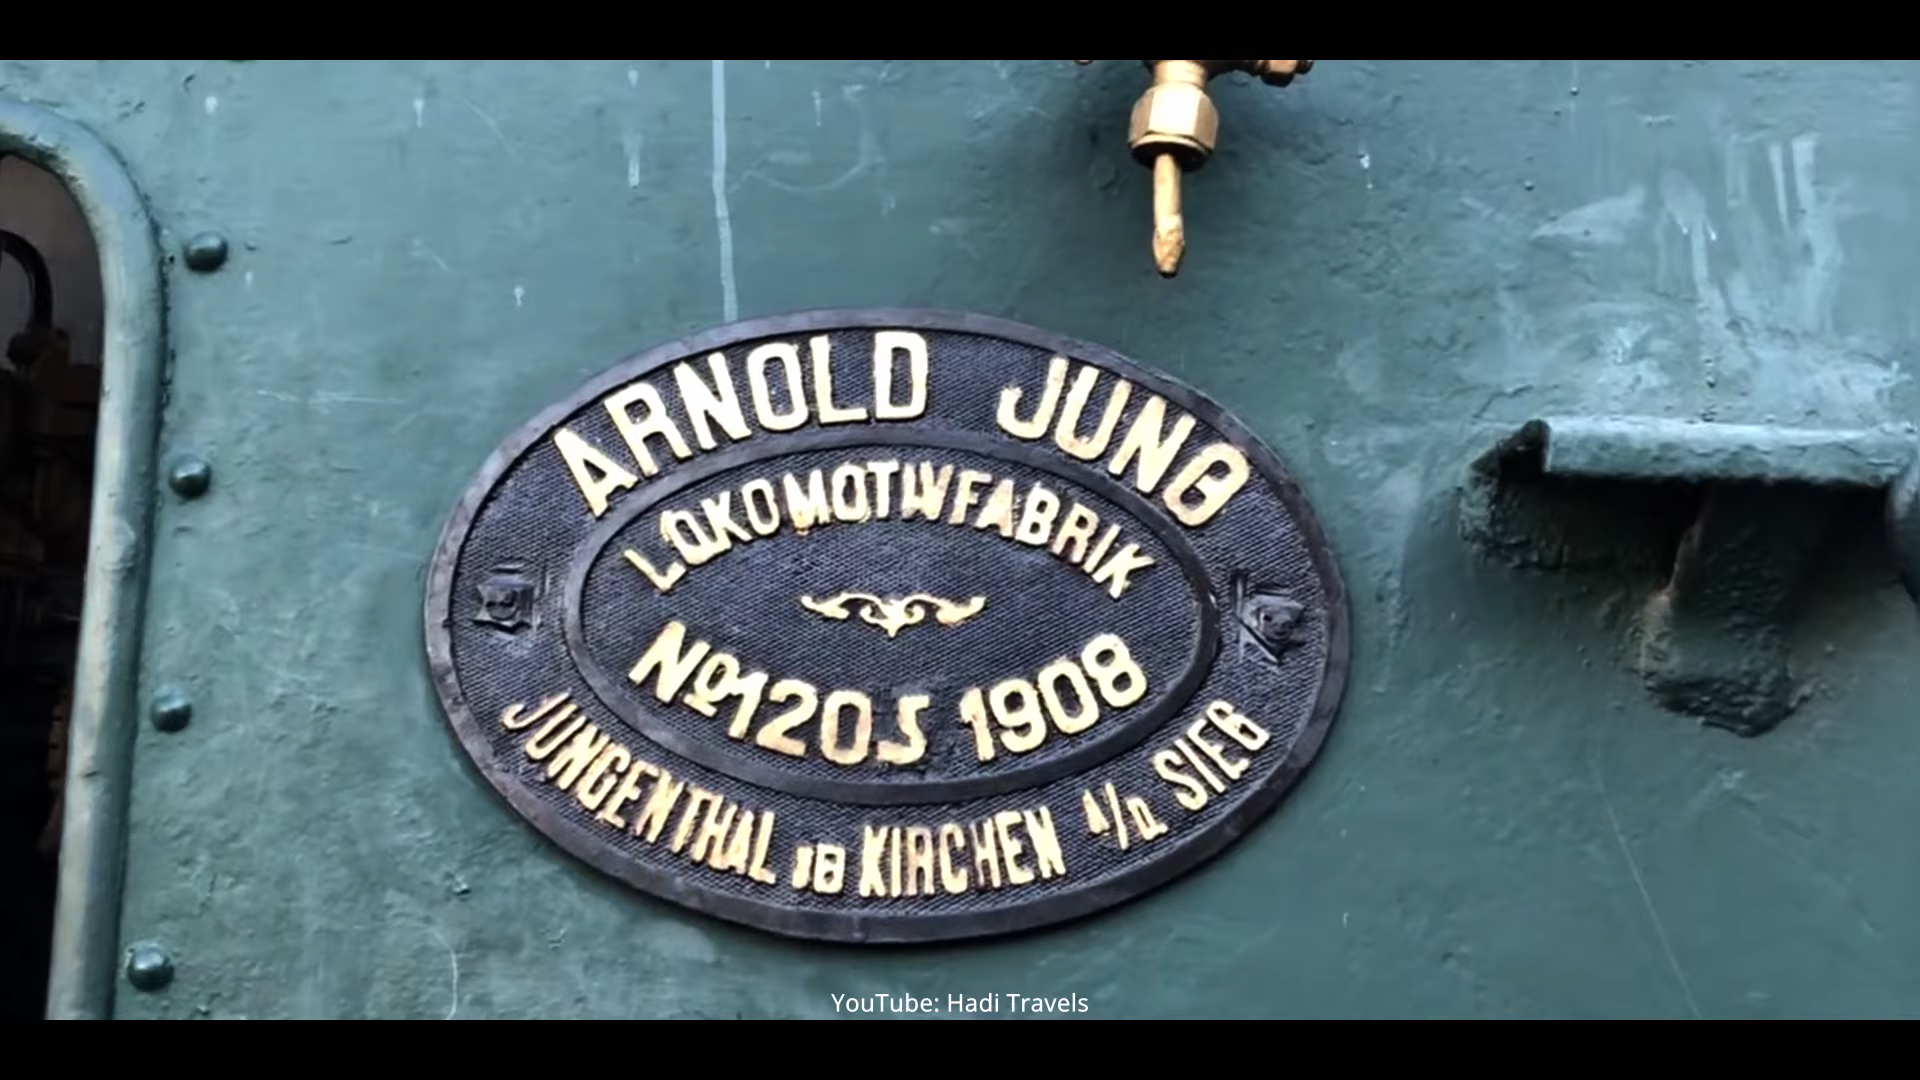 ARNOLD JUNG
LOKOMOTIVFABRIK
No1205 1908
JUNGENTHAL KIRCHEN a/D. SIEG
YouTube: Hadi Travels